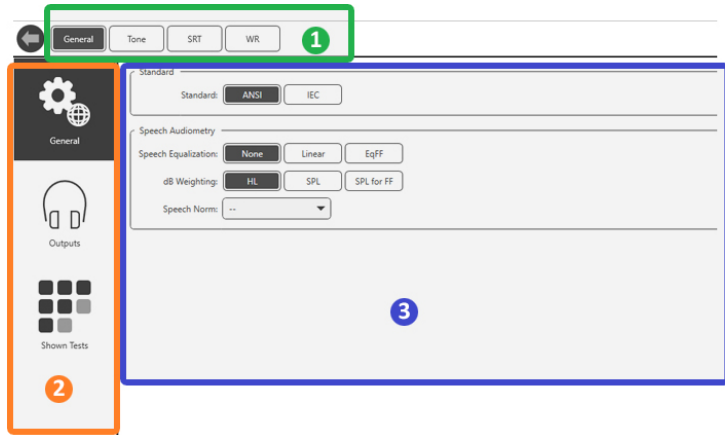 General Tone SRT WR 1
Standard
Standard: ANSI IEC
General
Speech Audiometry
Speech Equalization: None Linear EqFF
dB Weighting: HL SPL SPL for FF
Speech Norm: --
Outputs
3
Shown Tests
2